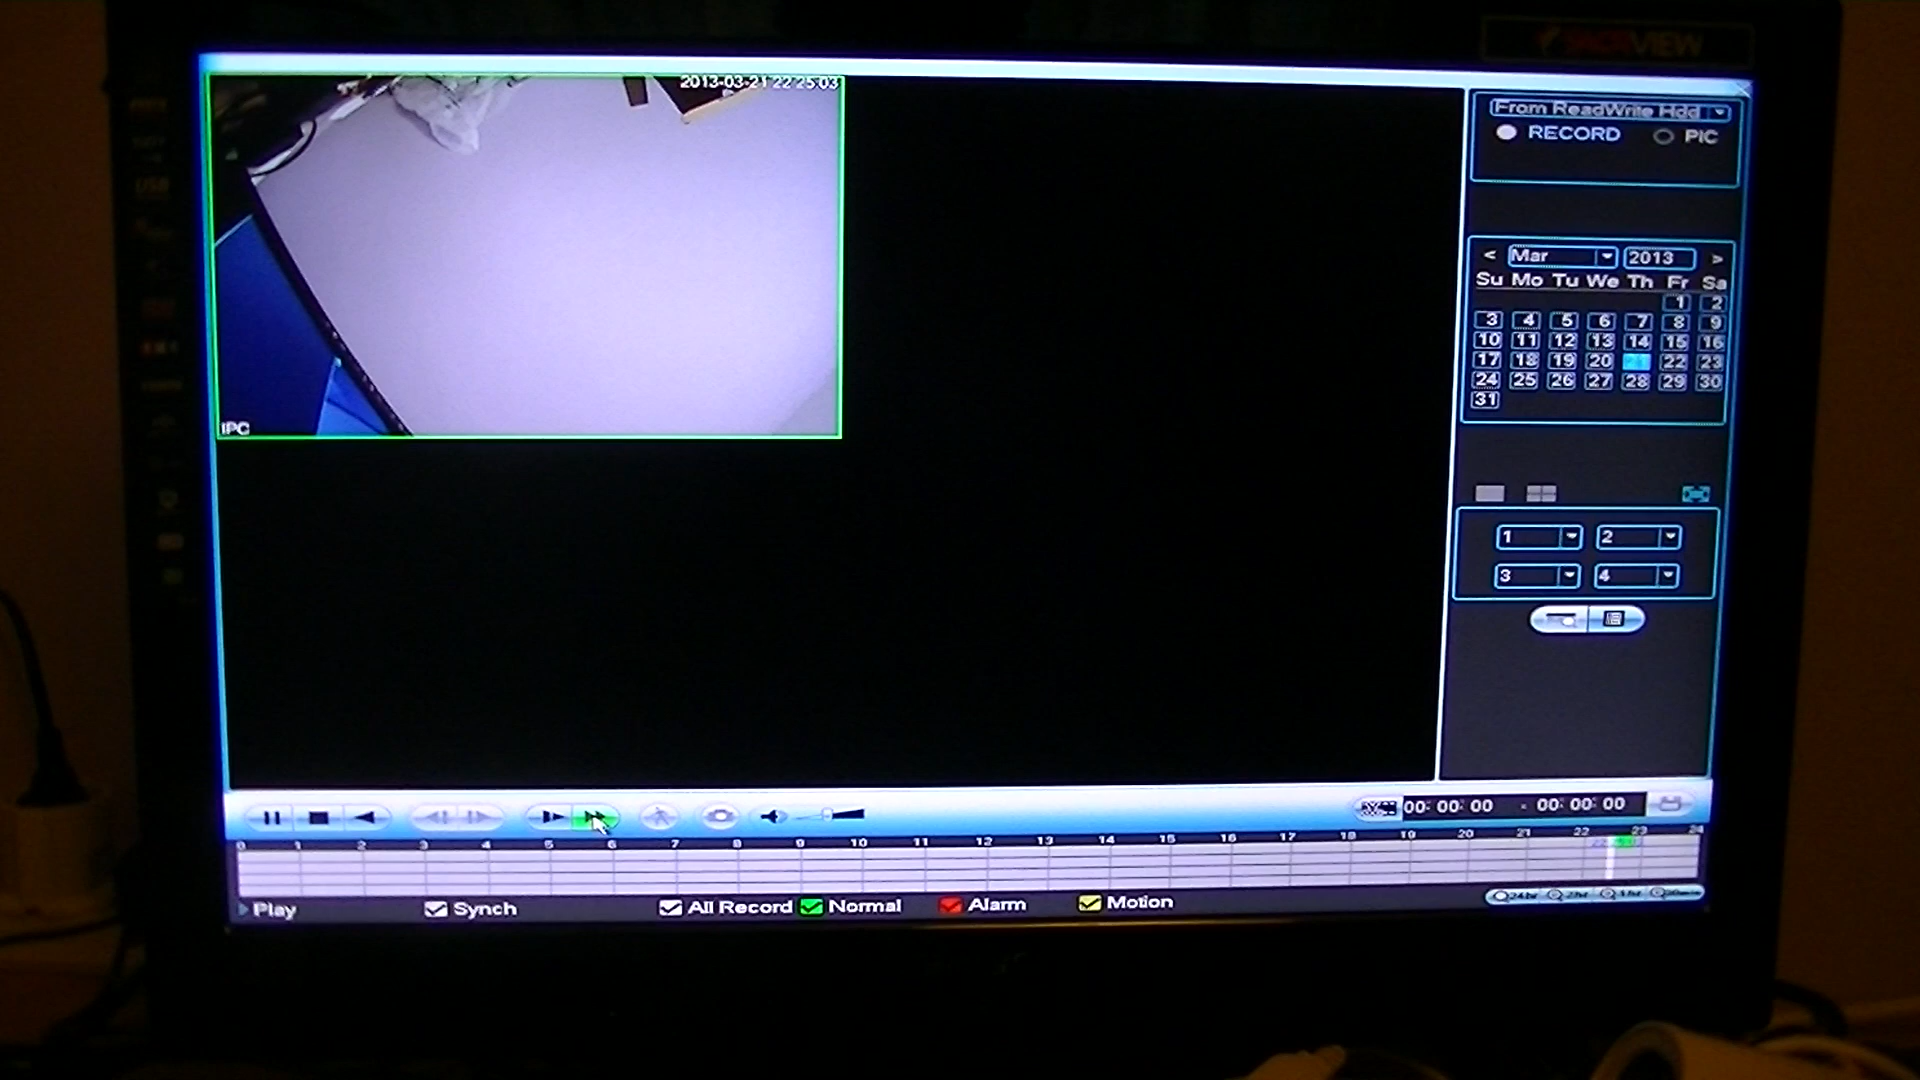 2013-03-21 22:25:03
IPC
From ReadWrite Hdd
RECORD PIC
< Mar 2013 >
Su Mo Tu We Th Fr Sa
1 2
3 4 5 6 7 8 9
10 11 12 13 14 15 16
17 18 19 20 21 22 23
24 25 26 27 28 29 30
31
1 2
3 4
00: 00: 00 - 00: 00: 00
0 1 2 3 4 5 6 7 8 9 10 11 12 13 14 15 16 17 18 19 20 21 22 23 24
Play Synch All Record Normal Alarm Motion
24hr 2hr 1hr